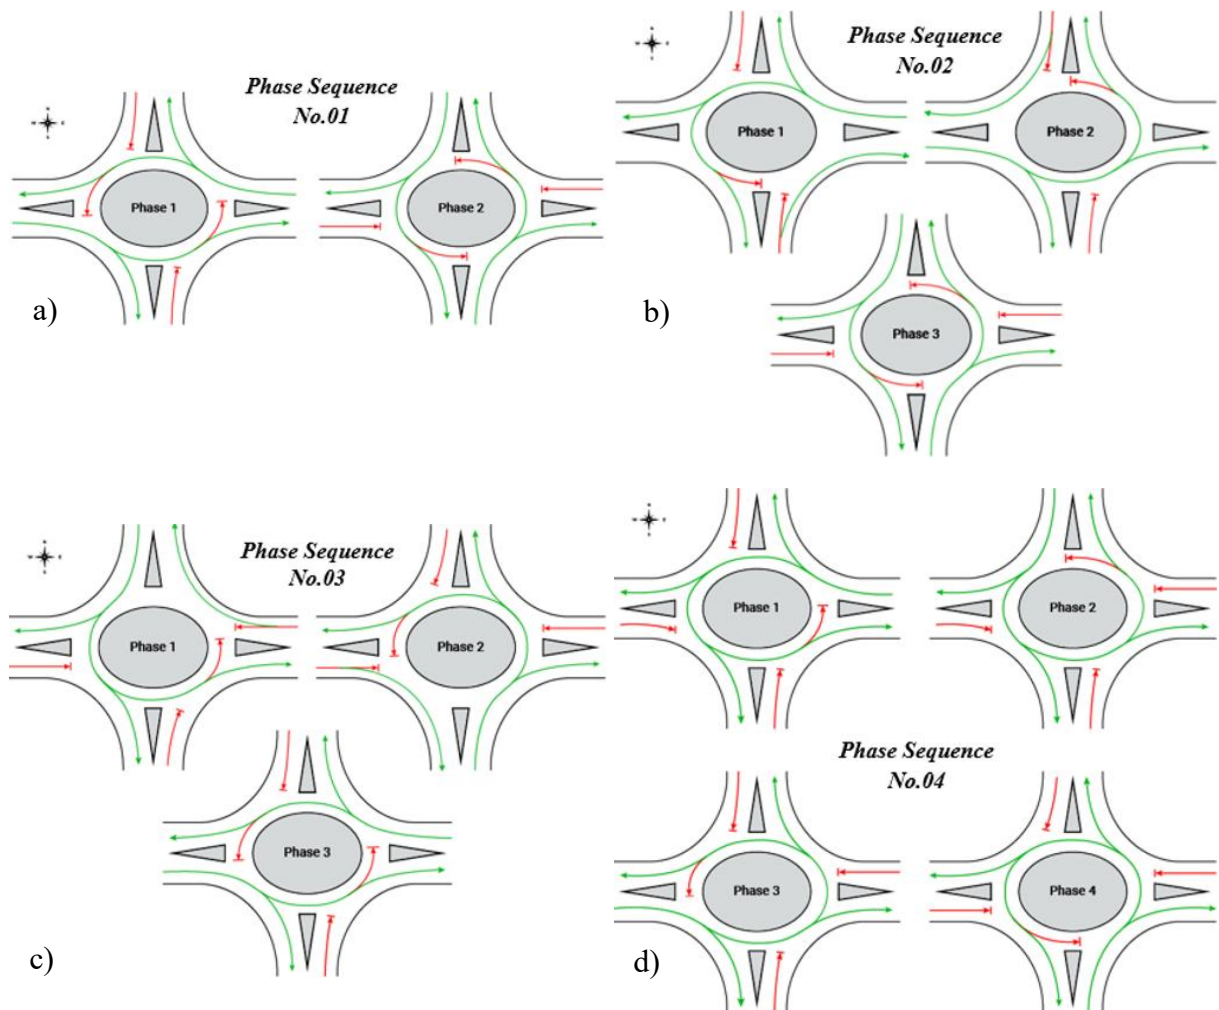 Phase Sequence
No.01
Phase 1
Phase 2
a)
Phase Sequence
No.02
Phase 1
Phase 2
Phase 3
b)
Phase Sequence
No.03
Phase 1
Phase 2
Phase 3
c)
Phase 1
Phase 2
Phase Sequence
No.04
Phase 3
Phase 4
d)